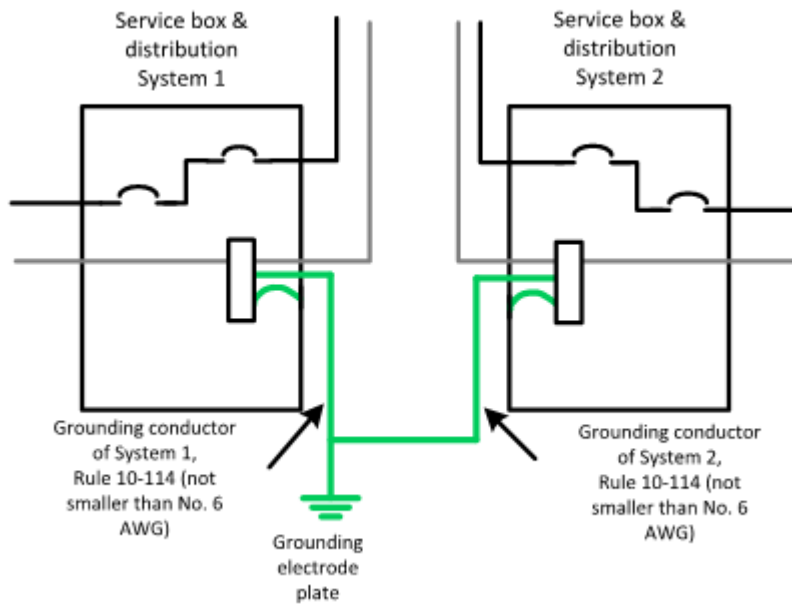 Service box &
distribution
System 1
Service box &
distribution
System 2
Grounding conductor
of System 1,
Rule 10-114 (not
smaller than No. 6
AWG)
Grounding conductor
of System 2,
Rule 10-114 (not
smaller than No. 6
AWG)
Grounding
electrode
plate